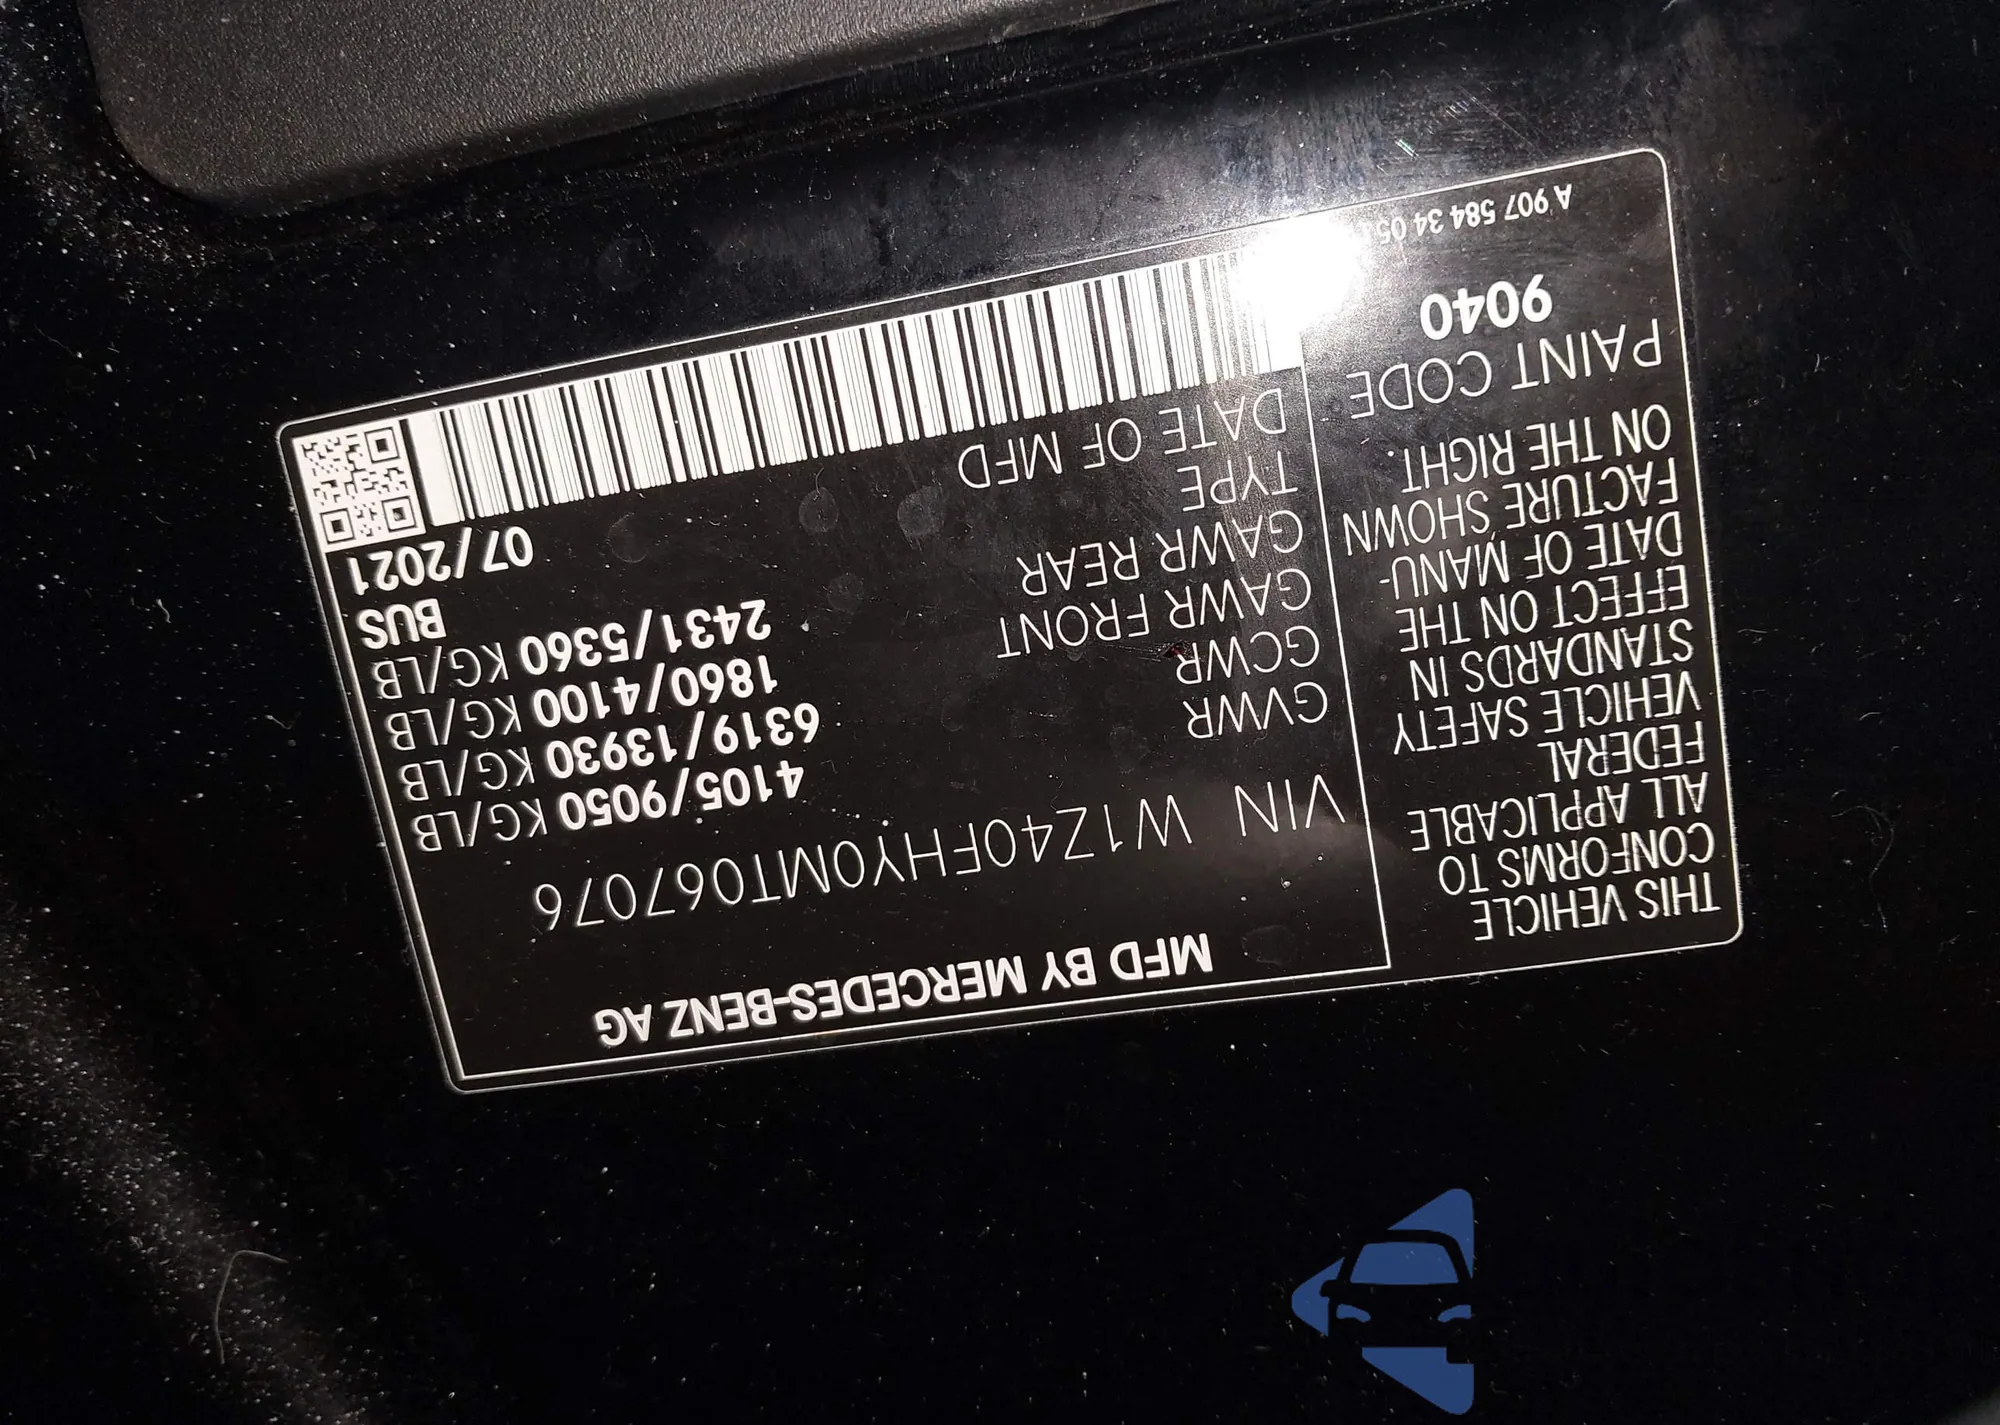 MFD BY MERCEDES-BENZ AG
VIN W1Z40FHY0MT067076
GVWR 4105/9050 KG/LB
GCWR 6319/13930 KG/LB
GAWR FRONT 1860/4100 KG/LB
GAWR REAR 2431/5360 KG/LB
TYPE BUS
DATE OF MFD 07/2021
THIS VEHICLE
CONFORMS TO
ALL APPLICABLE
FEDERAL
VEHICLE SAFETY
STANDARDS IN
EFFECT ON THE
DATE OF MANU-
FACTURE SHOWN
ON THE RIGHT.
PAINT CODE
9040
A 907 584 34 05